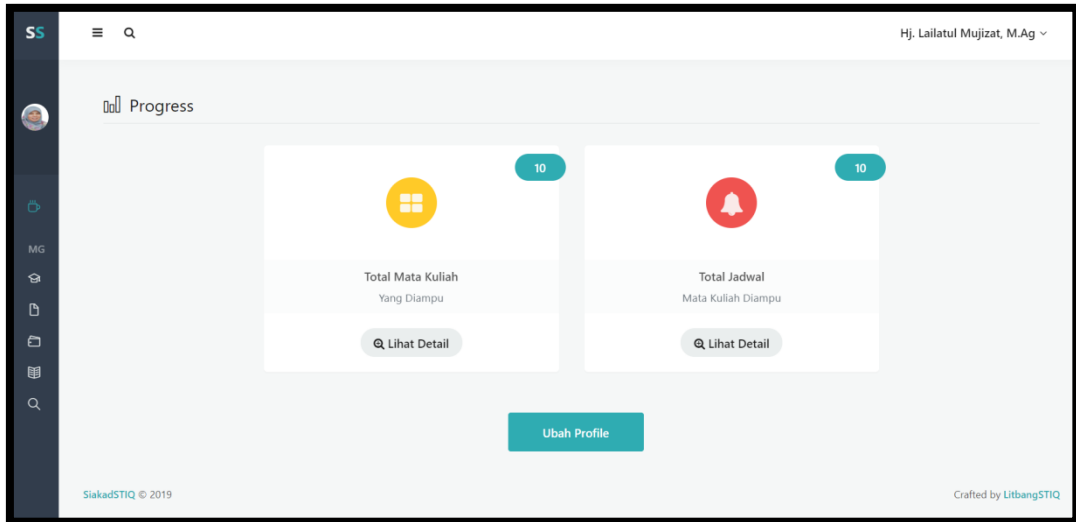 SS
Hj. Lailatul Mujizat, M.Ag
Progress
MG
10
Total Mata Kuliah
Yang Diampu
Lihat Detail
10
Total Jadwal
Mata Kuliah Diampu
Lihat Detail
Ubah Profile
SiakadSTIQ © 2019
Crafted by LitbangSTIQ